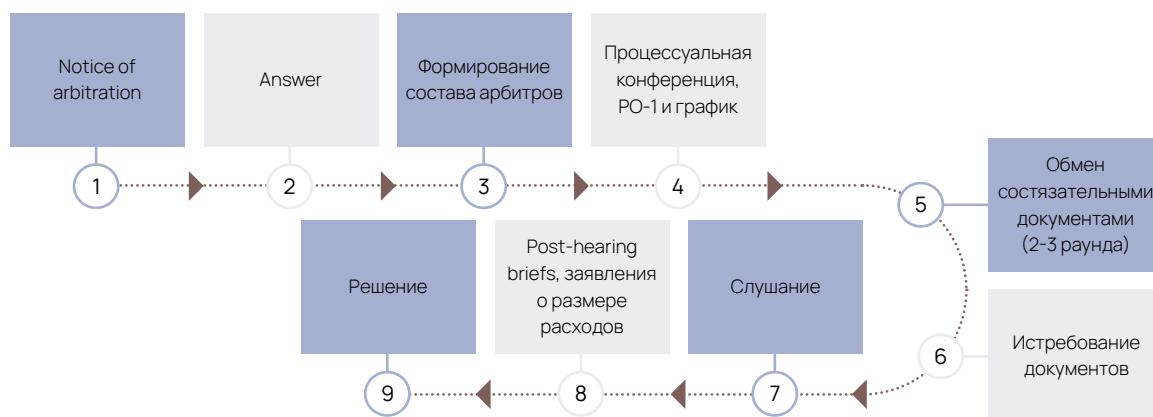 Notice of
arbitration
1
Answer
2
Формирование
состава арбитров
3
Процессуальная
конференция,
PO-1 и график
4
Обмен
состязательными
документами
(2-3 раунда)
5
Истребование
документов
6
Слушание
7
Post-hearing
briefs, заявления
о размере
расходов
8
Решение
9